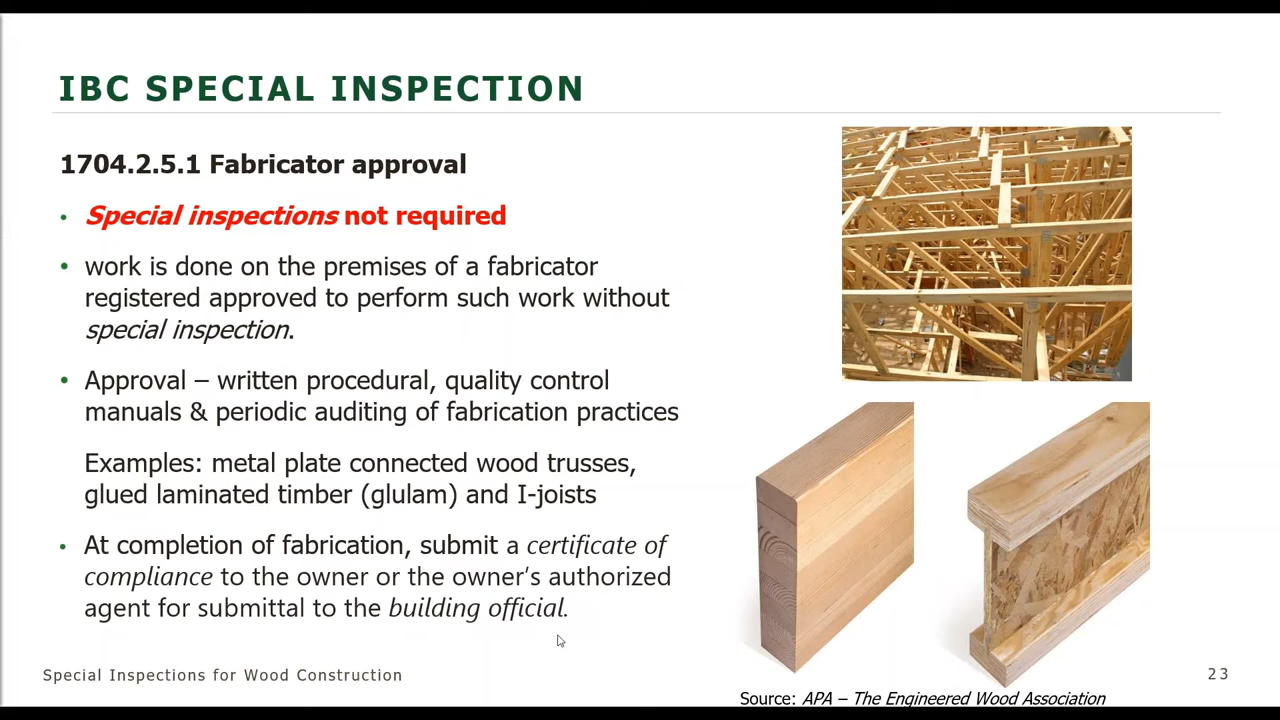 IBC SPECIAL INSPECTION
1704.2.5.1 Fabricator approval
• Special inspections not required
• work is done on the premises of a fabricator
registered approved to perform such work without
special inspection.
• Approval – written procedural, quality control
manuals & periodic auditing of fabrication practices
Examples: metal plate connected wood trusses,
glued laminated timber (glulam) and I-joists
• At completion of fabrication, submit a certificate of
compliance to the owner or the owner’s authorized
agent for submittal to the building official.
Special Inspections for Wood Construction
23
Source: APA – The Engineered Wood Association